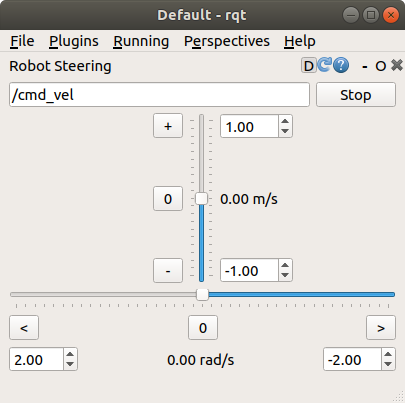 Default - rqt
File Plugins Running Perspectives Help
Robot Steering D ? - O
/cmd_vel Stop
+ 1.00
0 0.00 m/s
- -1.00
< 0 >
2.00 0.00 rad/s -2.00